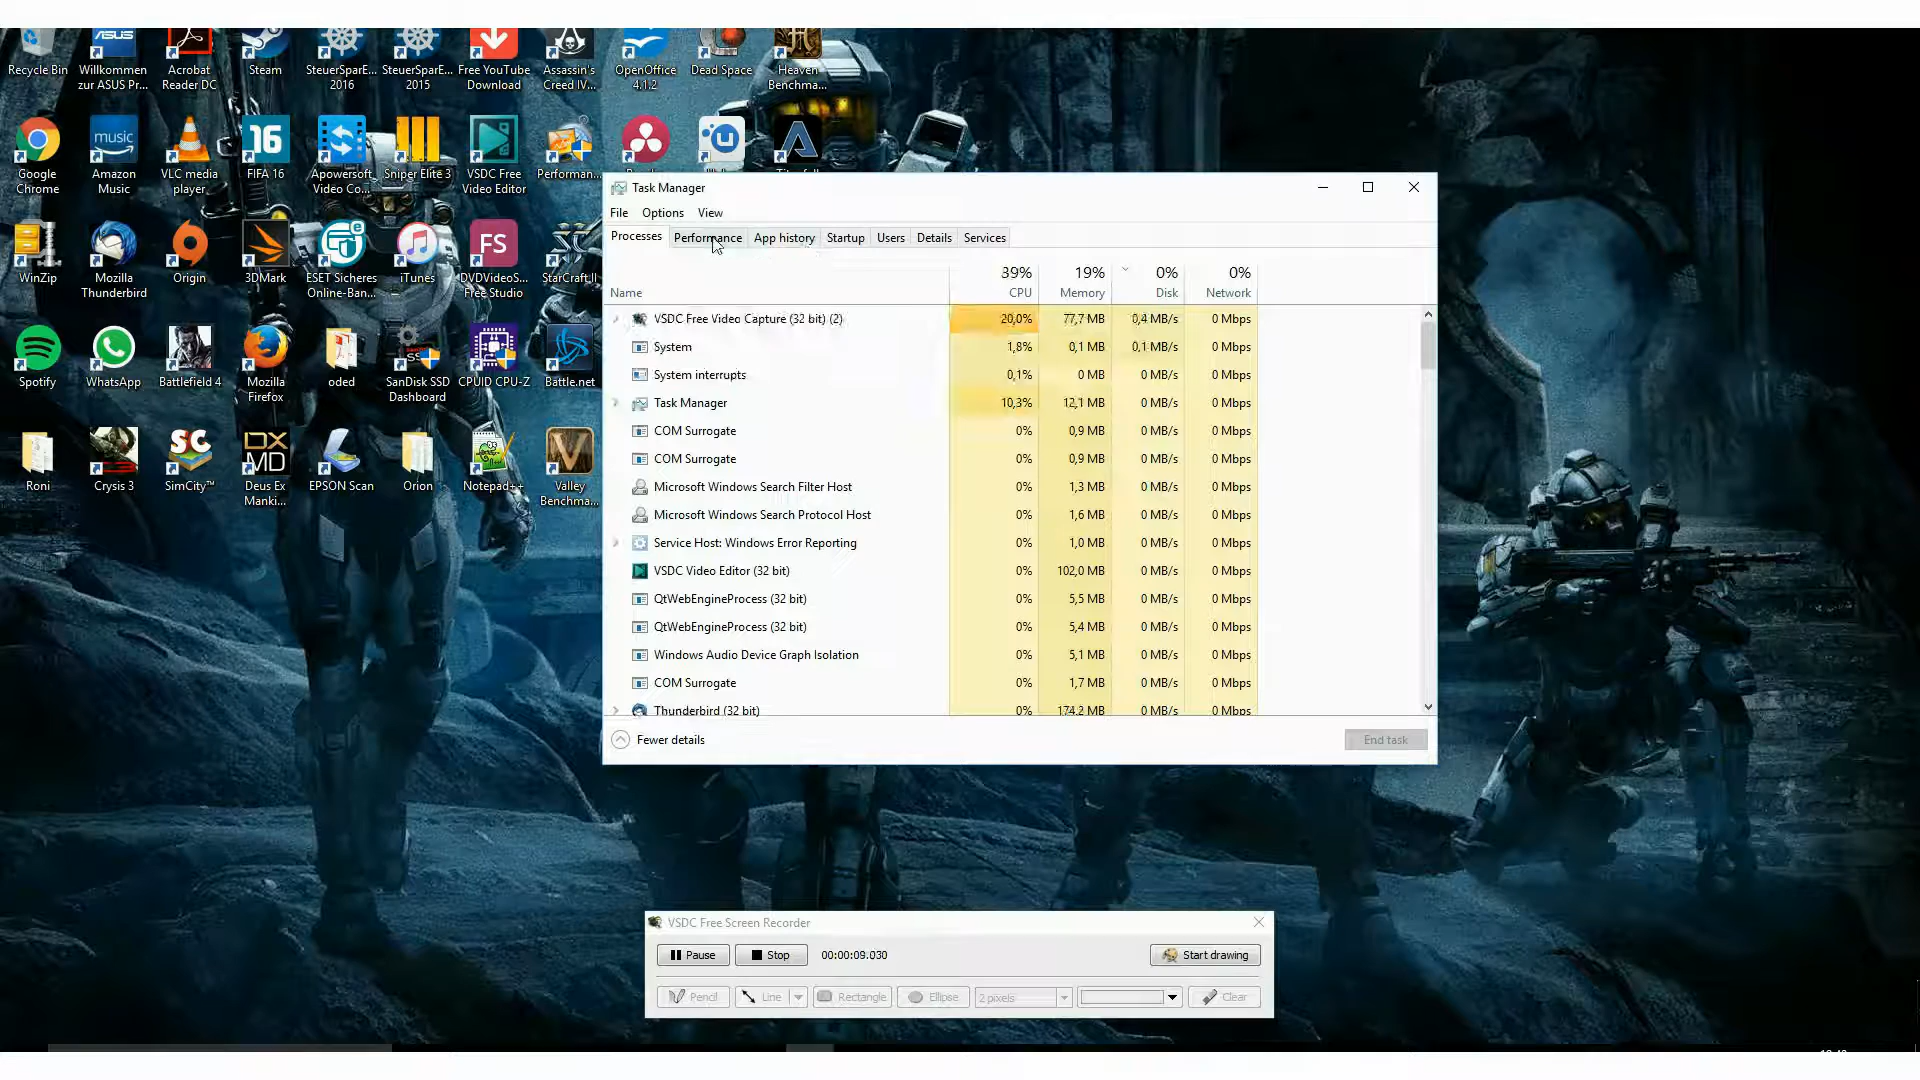 Recycle Bin
Willkommen
zur ASUS Pr...
Acrobat
Reader DC
Steam
SteuerSparE...
2016
SteuerSparE...
2015
Free YouTube
Download
Assassin's
Creed IV...
OpenOffice
4.1.2
Dead Space
Heaven
Benchma...
Google
Chrome
Amazon
Music
VLC media
player
FIFA 16
Apowersoft
Video Co...
Sniper Elite 3
VSDC Free
Video Editor
Performan...
WinZip
Mozilla
Thunderbird
Origin
3DMark
ESET Sicheres
Online-Ban...
iTunes
DVDVideoS...
Free Studio
StarCraft II
Spotify
WhatsApp
Battlefield 4
Mozilla
Firefox
oded
SanDisk SSD
Dashboard
CPUID CPU-Z
Battle.net
Roni
Crysis 3
SimCity™
Deus Ex
Manki...
EPSON Scan
Orion
Notepad++
Valley
Benchma...
ASUS
music
16
FS
SC
DX
MD
V
Task Manager
File Options View
Processes Performance App history Startup Users Details Services
39% 19% 0% 0%
Name CPU Memory Disk Network
VSDC Free Video Capture (32 bit) (2) 20,0% 77,7 MB 0,4 MB/s 0 Mbps
System 1,8% 0,1 MB 0,1 MB/s 0 Mbps
System interrupts 0,1% 0 MB 0 MB/s 0 Mbps
Task Manager 10,3% 12,1 MB 0 MB/s 0 Mbps
COM Surrogate 0% 0,9 MB 0 MB/s 0 Mbps
COM Surrogate 0% 0,9 MB 0 MB/s 0 Mbps
Microsoft Windows Search Filter Host 0% 1,3 MB 0 MB/s 0 Mbps
Microsoft Windows Search Protocol Host 0% 1,6 MB 0 MB/s 0 Mbps
Service Host: Windows Error Reporting 0% 1,0 MB 0 MB/s 0 Mbps
VSDC Video Editor (32 bit) 0% 102,0 MB 0 MB/s 0 Mbps
QtWebEngineProcess (32 bit) 0% 5,5 MB 0 MB/s 0 Mbps
QtWebEngineProcess (32 bit) 0% 5,4 MB 0 MB/s 0 Mbps
Windows Audio Device Graph Isolation 0% 5,1 MB 0 MB/s 0 Mbps
COM Surrogate 0% 1,7 MB 0 MB/s 0 Mbps
Thunderbird (32 bit) 0% 174,2 MB 0 MB/s 0 Mbps
Fewer details End task
VSDC Free Screen Recorder
Pause Stop 00:00:09.030 Start drawing
Pencil Line Rectangle Ellipse 2 pixels Clear